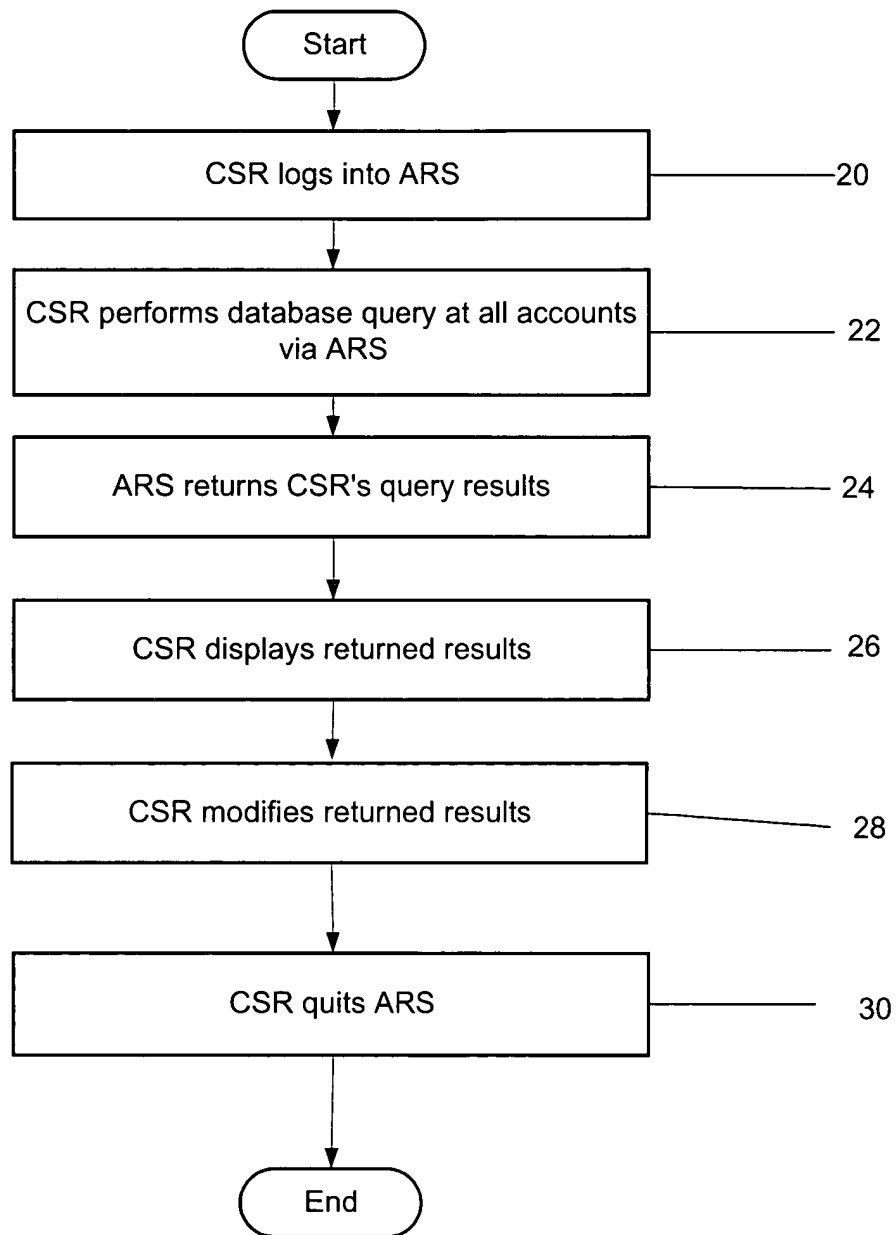 Start
CSR logs into ARS
20
CSR performs database query at all accounts
via ARS
22
ARS returns CSR's query results
24
CSR displays returned results
26
CSR modifies returned results
28
CSR quits ARS
30
End